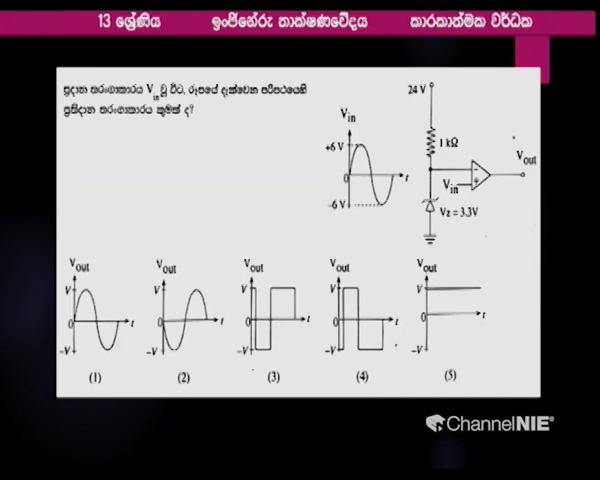 13 ශ්‍රේණිය ඉංජිනේරු තාක්ෂණවේදය කාරකාත්මක වර්ධක
ප්‍රදාන තරංගාකාරය Vin වූ විට, රූපයේ දැක්වෙන පරිපථයෙහි
ප්‍රතිදාන තරංගාකාරය කුමක් ද?
24 V
Vin
+6 V
0
t
−6 V
1 kΩ
Vout
−
+
Vin
Vz = 3.3V
Vout Vout Vout Vout Vout
V V V V V
0 t 0 t 0 t 0 t 0 t
−V −V −V −V −V
(1) (2) (3) (4) (5)
ChannelNIE®